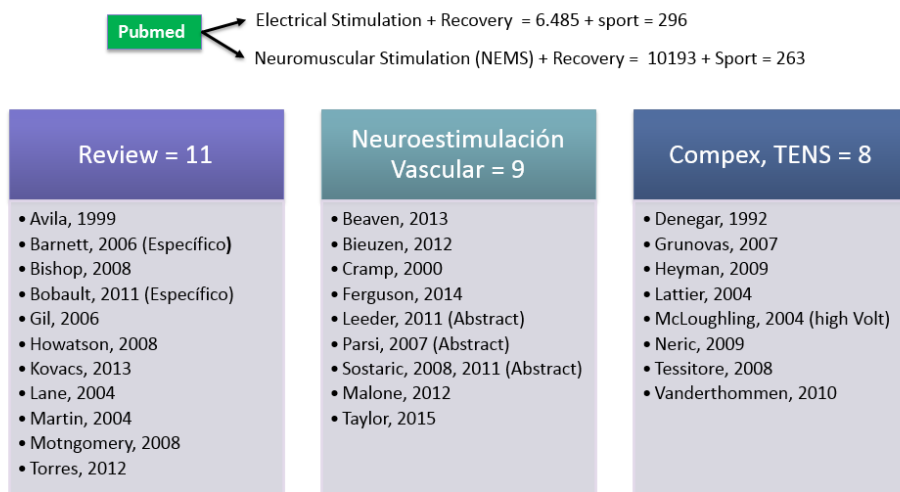 Pubmed
Electrical Stimulation + Recovery = 6.485 + sport = 296
Neuromuscular Stimulation (NEMS) + Recovery = 10193 + Sport = 263
Review = 11
• Avila, 1999
• Barnett, 2006 (Específico)
• Bishop, 2008
• Bobault, 2011 (Específico)
• Gil, 2006
• Howatson, 2008
• Kovacs, 2013
• Lane, 2004
• Martin, 2004
• Motngomery, 2008
• Torres, 2012
Neuroestimulación
Vascular = 9
• Beaven, 2013
• Bieuzen, 2012
• Cramp, 2000
• Ferguson, 2014
• Leeder, 2011 (Abstract)
• Parsi, 2007 (Abstract)
• Sostaric, 2008, 2011 (Abstract)
• Malone, 2012
• Taylor, 2015
Compex, TENS = 8
• Denegar, 1992
• Grunovas, 2007
• Heyman, 2009
• Lattier, 2004
• McLoughling, 2004 (high Volt)
• Neric, 2009
• Tessitore, 2008
• Vanderthommen, 2010